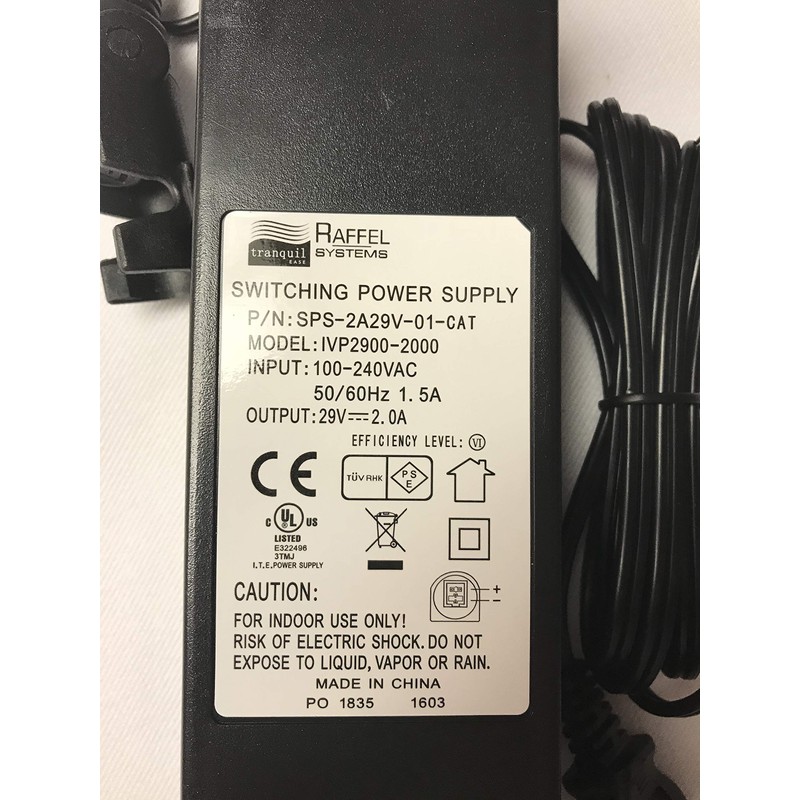 RAFFEL
SYSTEMS
tranquil
EASE
SWITCHING POWER SUPPLY
P/N:SPS-2A29V-01-CAT
MODEL:IVP2900-2000
INPUT:100-240VAC
50/60Hz 1.5A
OUTPUT:29V⎓2.0A
EFFICIENCY LEVEL: VI
CE
TÜV RHK
PS
E
C UL US
LISTED
E322496
3TMJ
I.T.E.POWER SUPPLY
+
−
CAUTION:
FOR INDOOR USE ONLY!
RISK OF ELECTRIC SHOCK. DO NOT
EXPOSE TO LIQUID, VAPOR OR RAIN.
MADE IN CHINA
PO 1835 1603